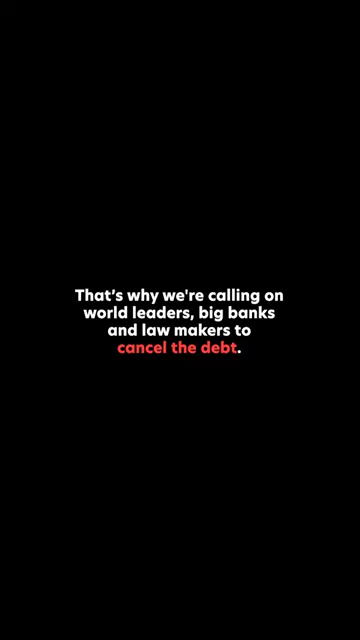 That's why we're calling on
world leaders, big banks
and law makers to
cancel the debt.